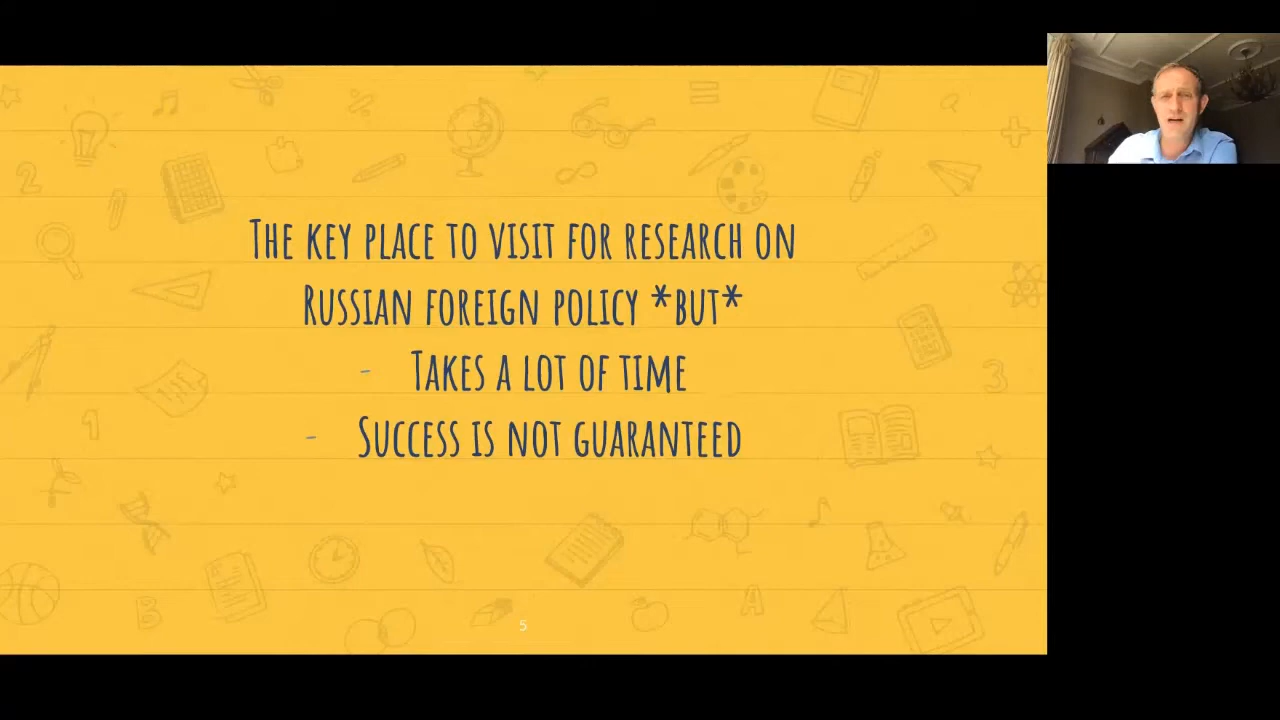 The key place to visit for research on
Russian foreign policy *but*
- Takes a lot of time
- Success is not guaranteed
5